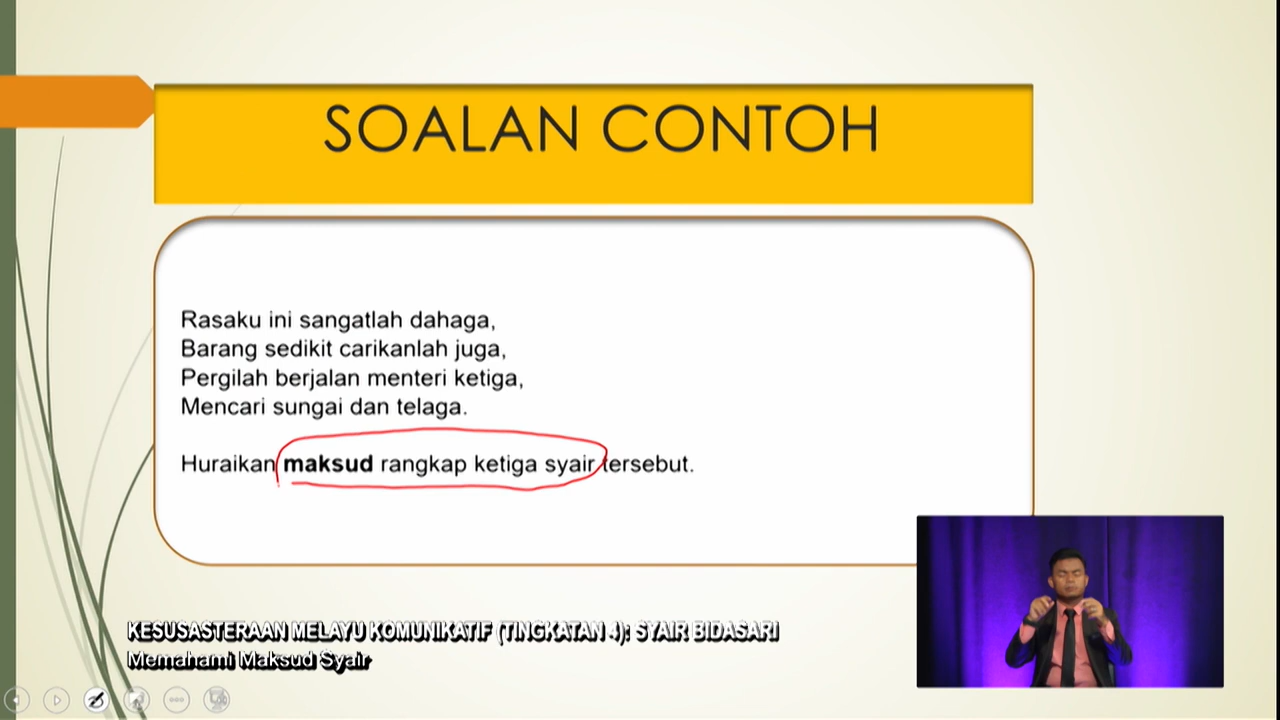 SOALAN CONTOH
Rasaku ini sangatlah dahaga,
Barang sedikit carikanlah juga,
Pergilah berjalan menteri ketiga,
Mencari sungai dan telaga.
Huraikan maksud rangkap ketiga syair tersebut.
KESUSASTERAAN MELAYU KOMUNIKATIF (TINGKATAN 4): SYAIR BIDASARI
Memahami Maksud Syair